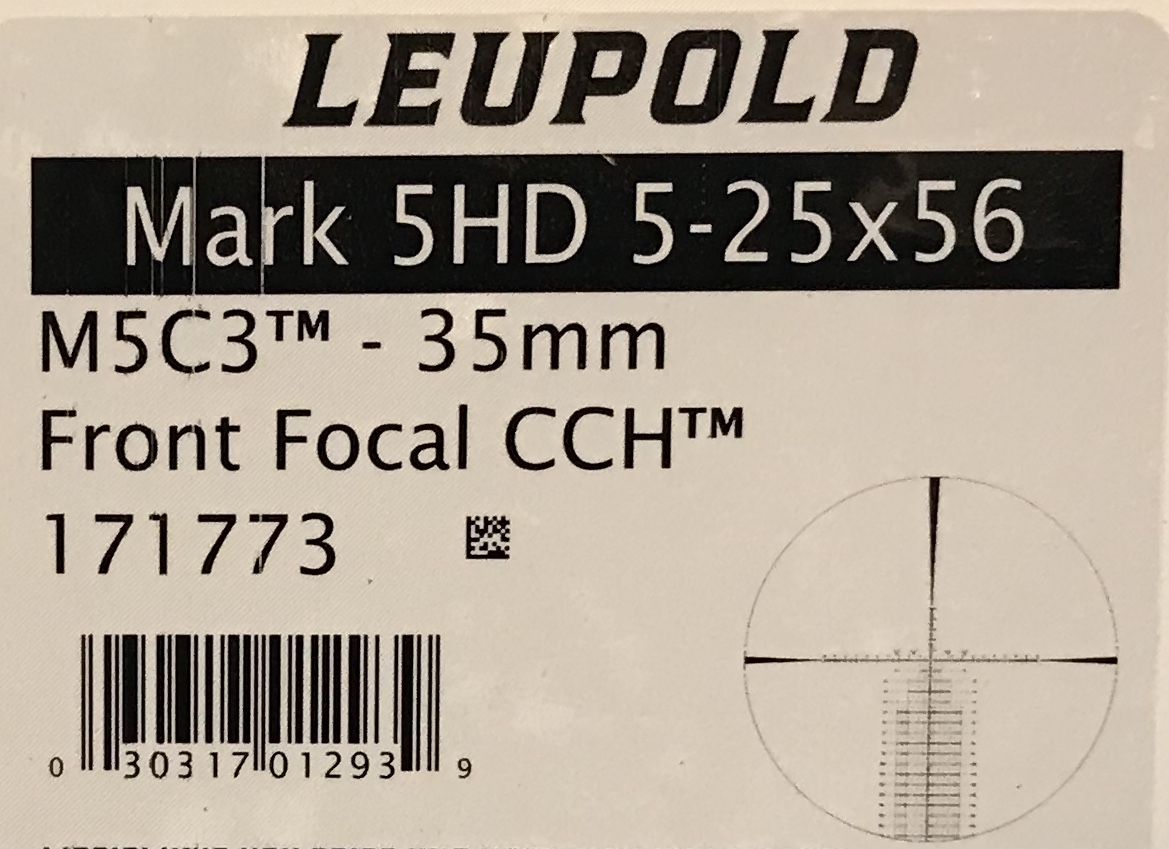 LEUPOLD
Mark 5HD 5-25x56
M5C3™ - 35mm
Front Focal CCH™
171773
0 30317 01293 9